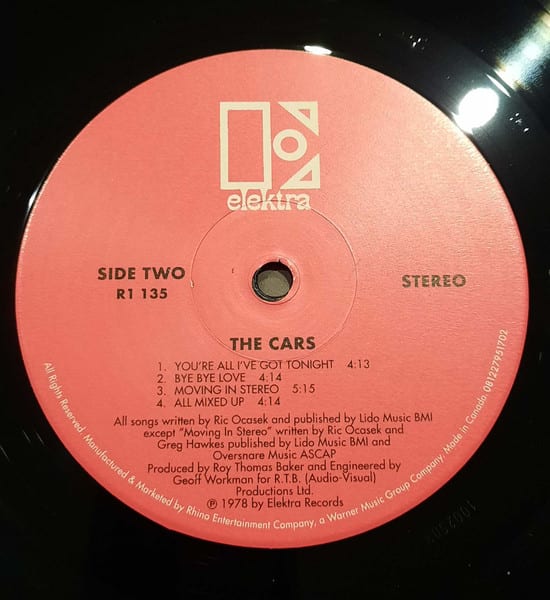 elektra
SIDE TWO
R1 135
STEREO
THE CARS
1. YOU'RE ALL I'VE GOT TONIGHT 4:13
2. BYE BYE LOVE 4:14
3. MOVING IN STEREO 5:15
4. ALL MIXED UP 4:14
All songs written by Ric Ocasek and published by Lido Music BMI
except "Moving In Stereo" written by Ric Ocasek and
Greg Hawkes published by Lido Music BMI and
Oversnare Music ASCAP
Produced by Roy Thomas Baker and Engineered by
Geoff Workman for R.T.B. (Audio-Visual)
Productions Ltd.
℗ 1978 by Elektra Records
All Rights Reserved. Manufactured & Marketed by Rhino Entertainment Company, a Warner Music Group Company. Made in Canada. 081227951702